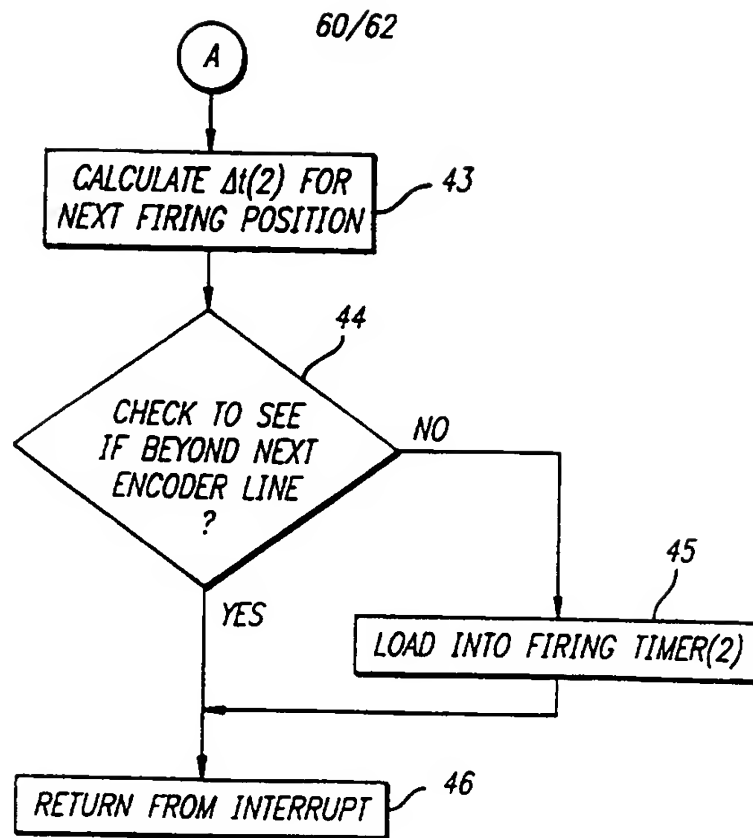 60/62
A
CALCULATE Δt(2) FOR
NEXT FIRING POSITION
43
44
CHECK TO SEE
IF BEYOND NEXT
ENCODER LINE
?
NO
YES
45
LOAD INTO FIRING TIMER(2)
RETURN FROM INTERRUPT
46